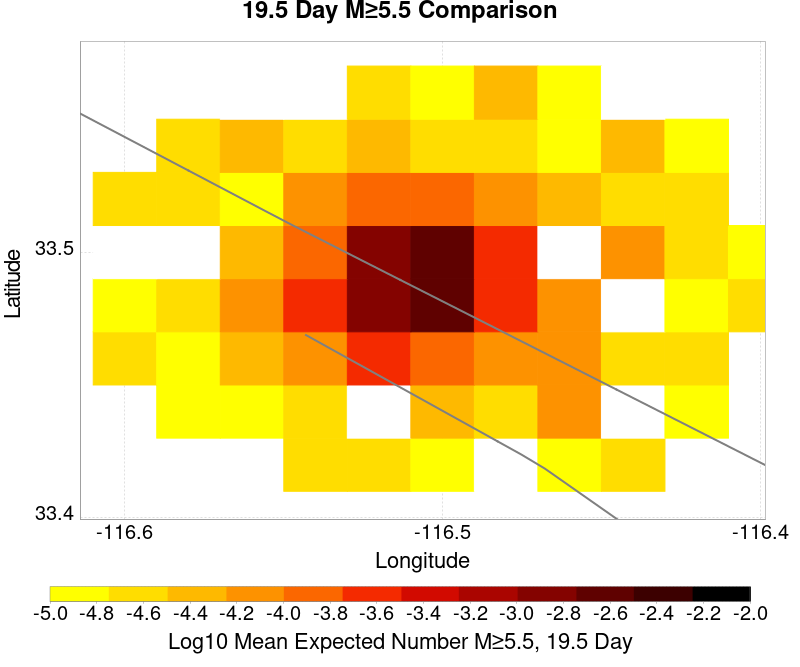 19.5 Day M≥5.5 Comparison
Latitude
33.5
33.4
-116.6 -116.5 -116.4
Longitude
-5.0 -4.8 -4.6 -4.4 -4.2 -4.0 -3.8 -3.6 -3.4 -3.2 -3.0 -2.8 -2.6 -2.4 -2.2 -2.0
Log10 Mean Expected Number M≥5.5, 19.5 Day